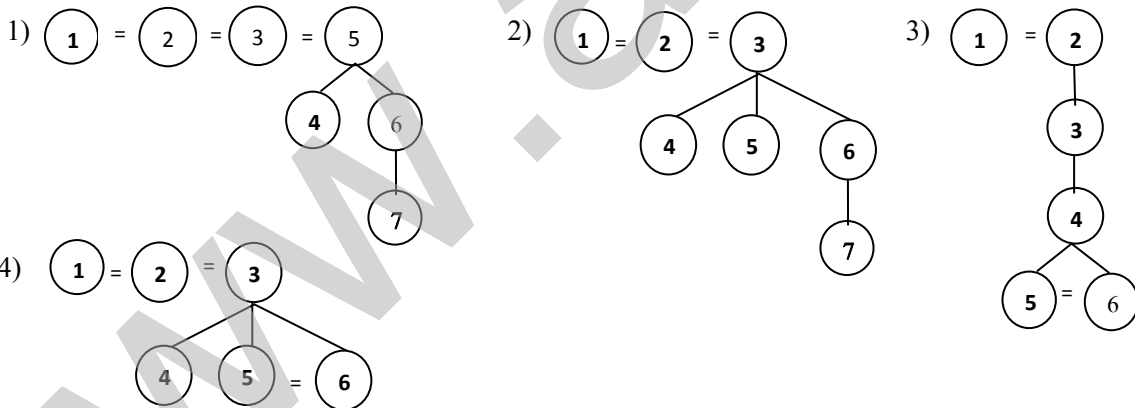 1) 1 = 2 = 3 = 5
4 6
7
2) 1 = 2 = 3
4 5 6
7
3) 1 = 2
3
4
5 = 6
4) 1 = 2 = 3
4 5 = 6